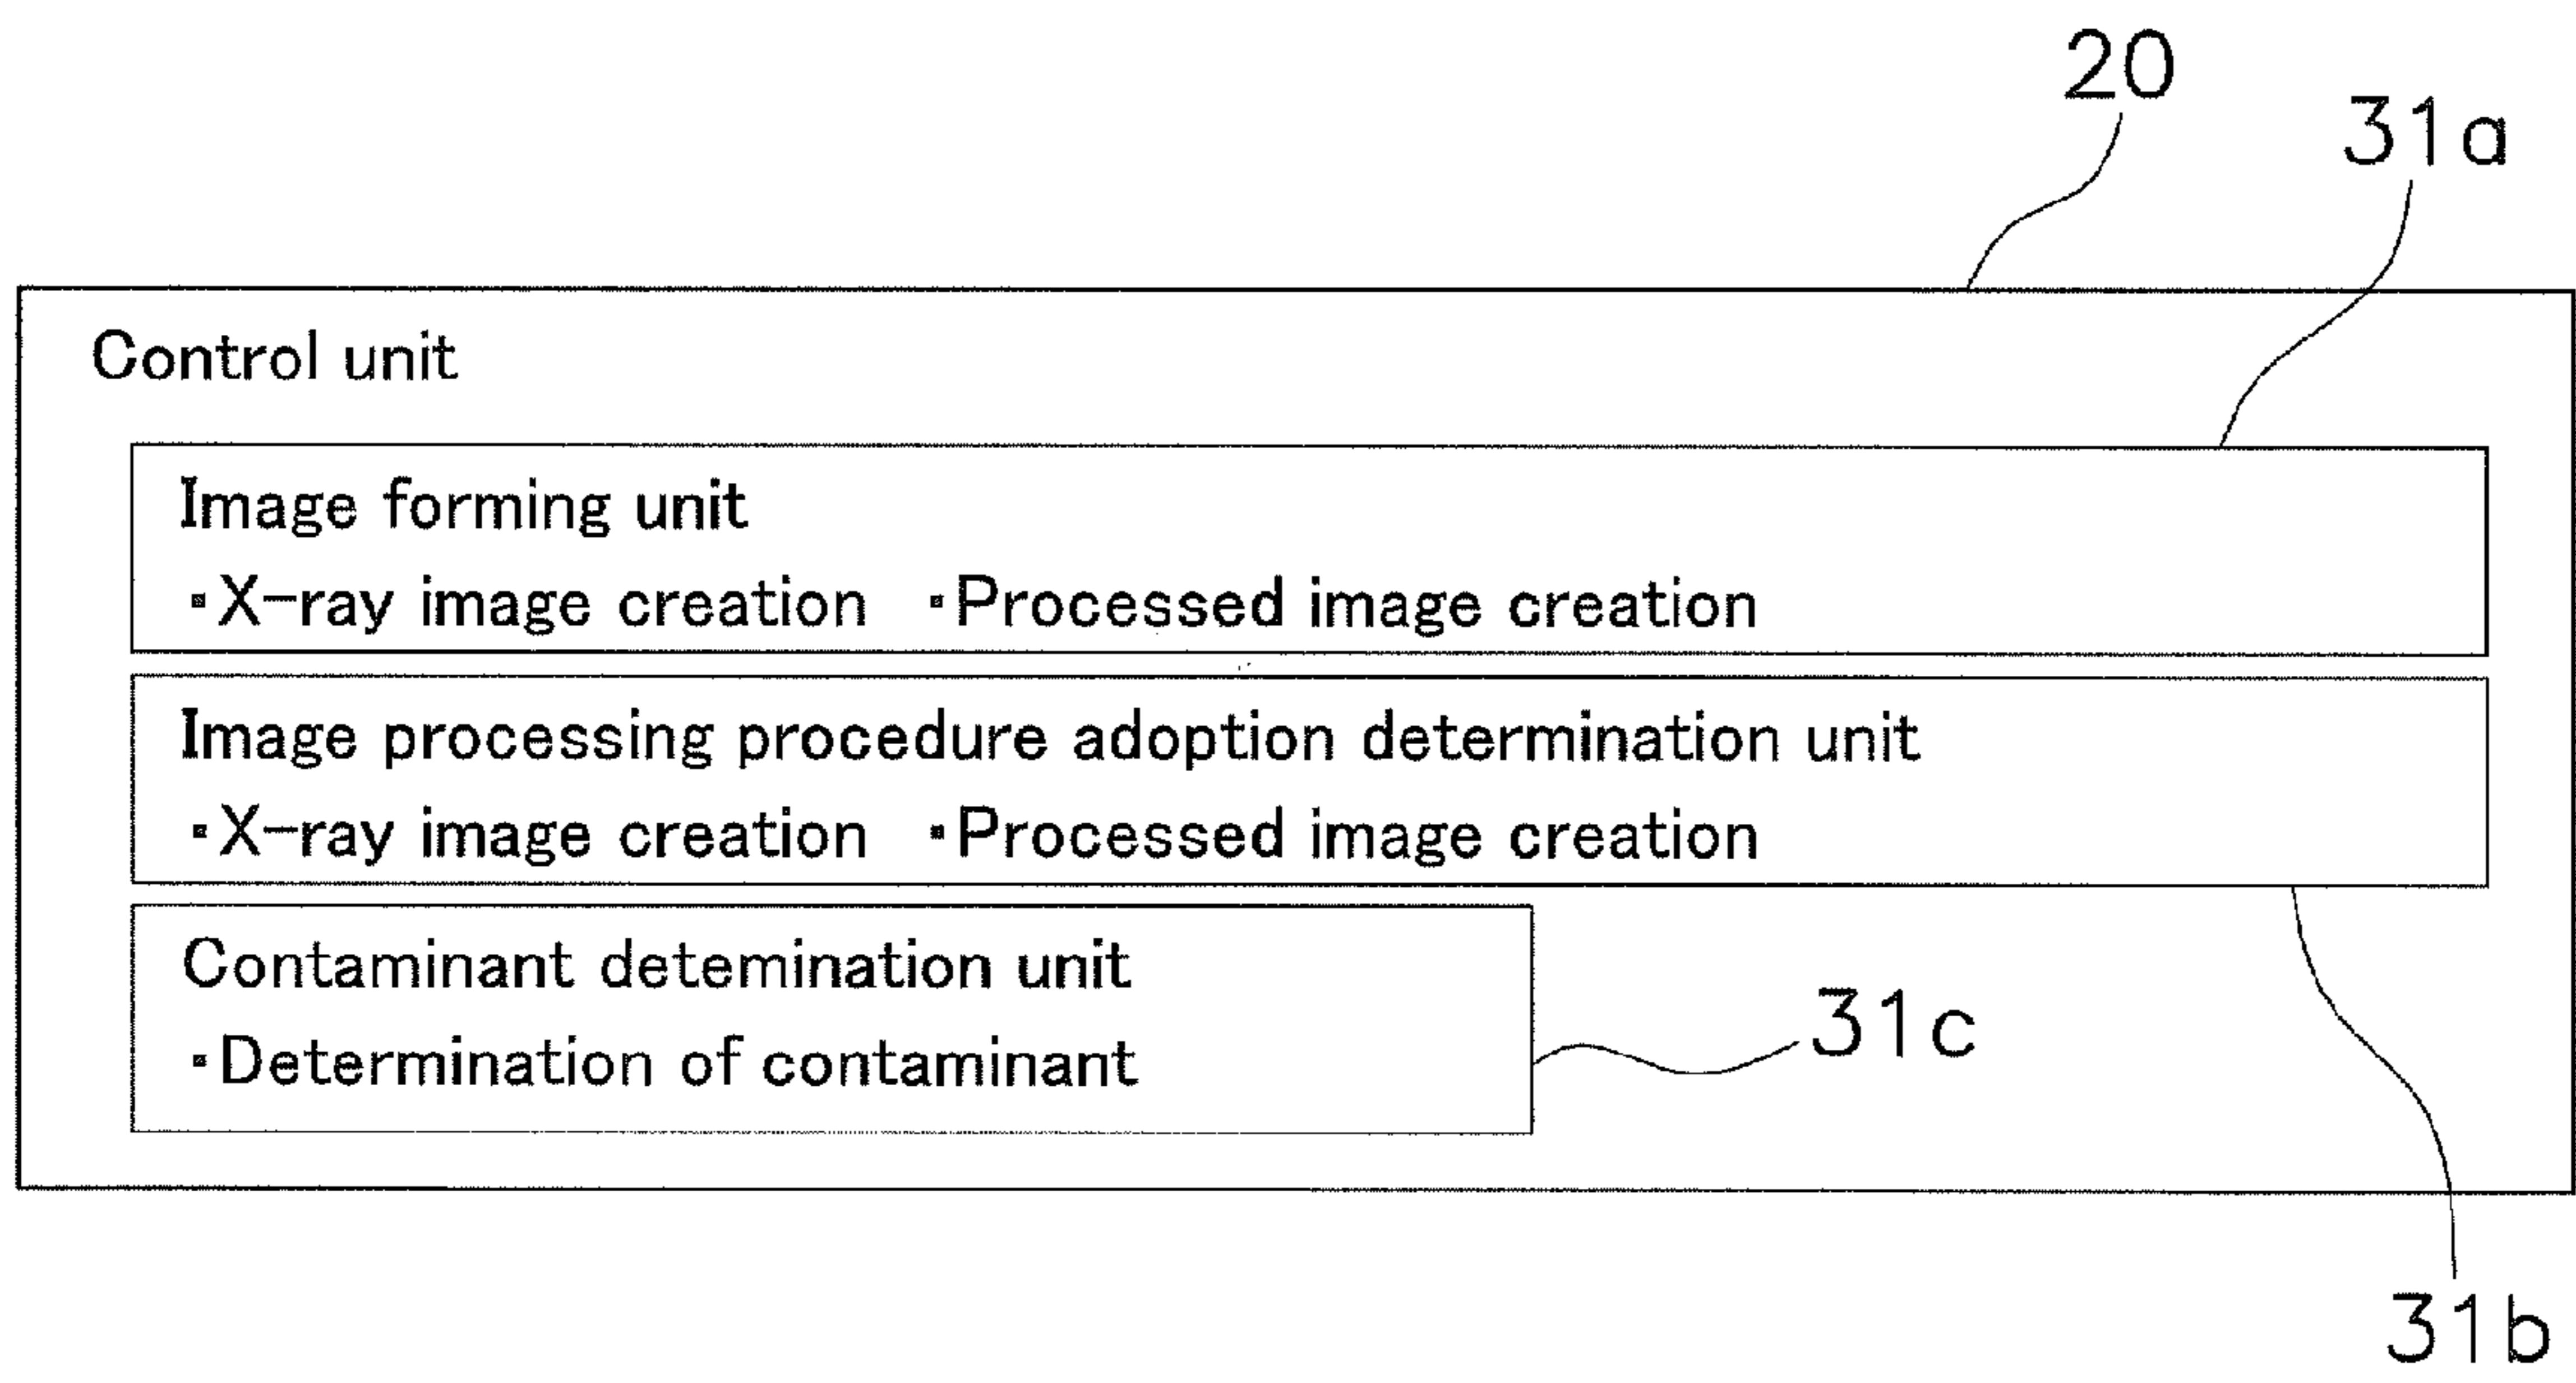 20
31a
Control unit
Image forming unit
・X-ray image creation ・Processed image creation
Image processing procedure adoption determination unit
・X-ray image creation ・Processed image creation
Contaminant detemination unit
・Determination of contaminant
31c
31b